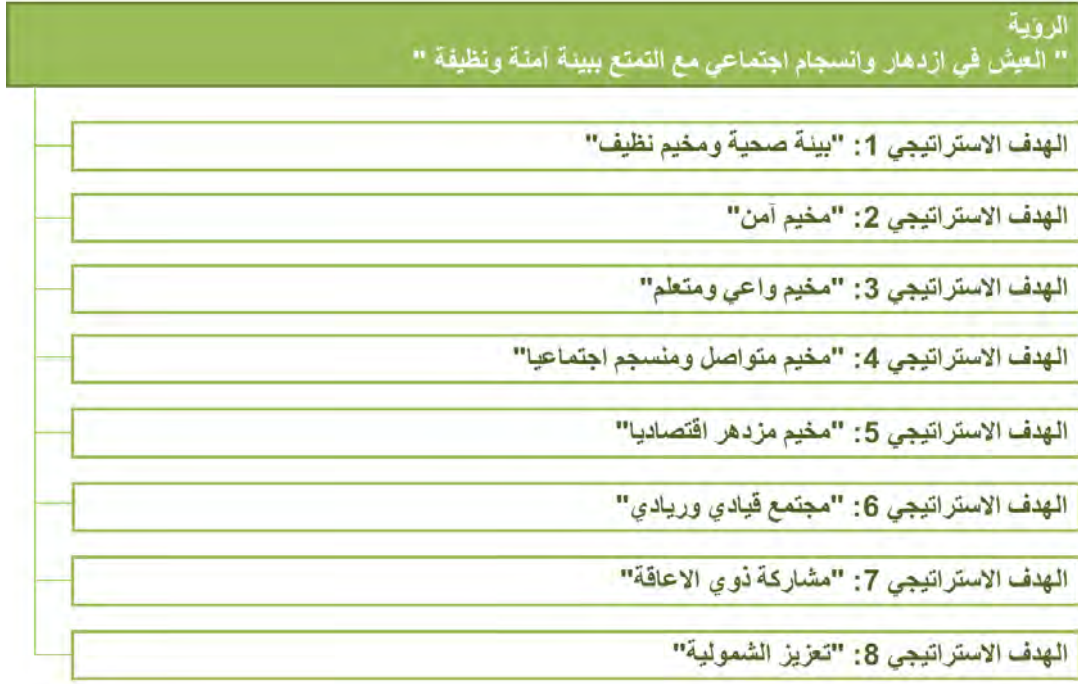 الرؤية
" العيش في ازدهار وانسجام اجتماعي مع التمتع ببيئة آمنة ونظيفة "
الهدف الاستراتيجي 1: "بيئة صحية ومخيم نظيف"
الهدف الاستراتيجي 2: "مخيم آمن"
الهدف الاستراتيجي 3: "مخيم واعي ومتعلم"
الهدف الاستراتيجي 4: "مخيم متواصل ومنسجم اجتماعيا"
الهدف الاستراتيجي 5: "مخيم مزدهر اقتصاديا"
الهدف الاستراتيجي 6: "مجتمع قيادي وريادي"
الهدف الاستراتيجي 7: "مشاركة ذوي الاعاقة"
الهدف الاستراتيجي 8: "تعزيز الشمولية"